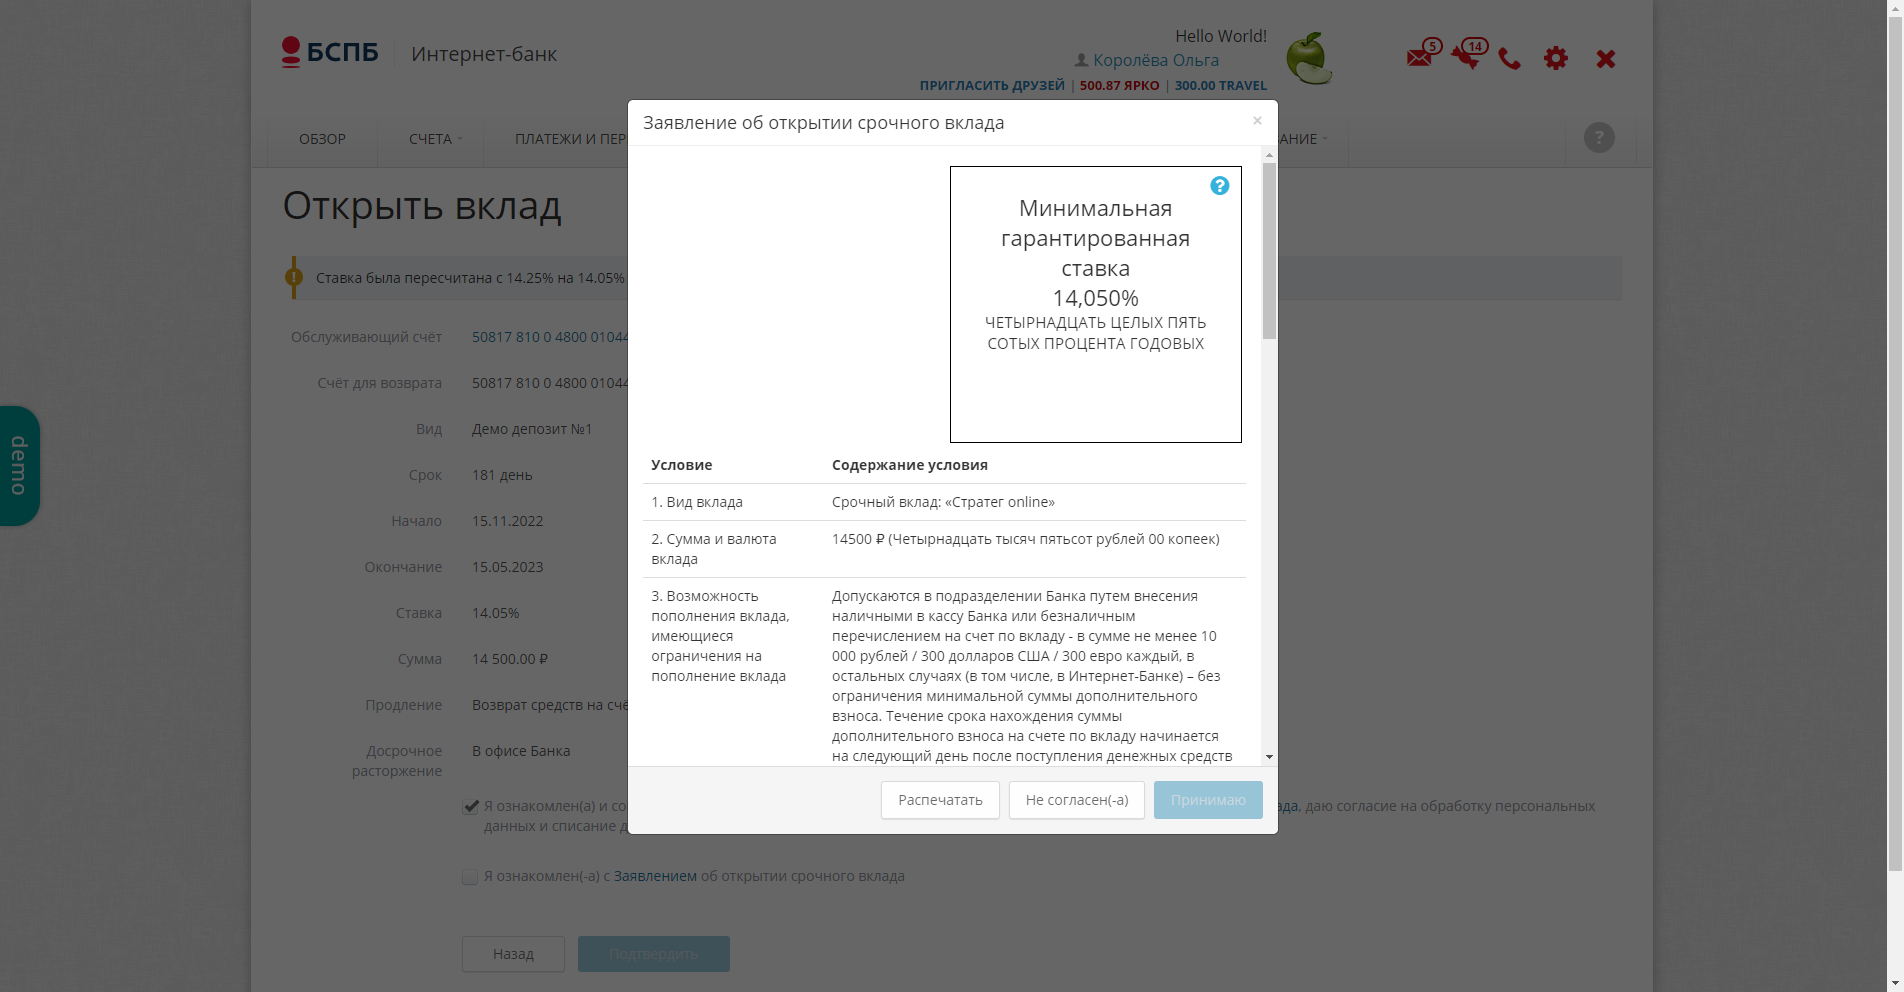 БСПБ
Интернет-банк
Hello World!
Королёва Ольга
ПРИГЛАСИТЬ ДРУЗЕЙ | 500.87 ЯРКО | 300.00 TRAVEL
5
14
ОБЗОР
СЧЕТА
ПЛАТЕЖИ И ПЕР
АНИЕ
?
Открыть вклад
Ставка была пересчитана с 14.25% на 14.05%
Обслуживающий счёт
50817 810 0 4800 01044
Счёт для возврата
50817 810 0 4800 01044
Вид
Демо депозит №1
Срок
181 день
Начало
15.11.2022
Окончание
15.05.2023
Ставка
14.05%
Сумма
14 500.00 ₽
Продление
Возврат средств на счё
Досрочное
расторжение
В офисе Банка
Я ознакомлен(а) и со
ада, даю согласие на обработку персональных
данных и списание д
Я ознакомлен(-а) с Заявлением об открытии срочного вклада
Назад
Подтвердить
demo
Заявление об открытии срочного вклада
×
?
Минимальная
гарантированная
ставка
14,050%
ЧЕТЫРНАДЦАТЬ ЦЕЛЫХ ПЯТЬ
СОТЫХ ПРОЦЕНТА ГОДОВЫХ
Условие
Содержание условия
1. Вид вклада
Срочный вклад: «Стратег online»
2. Сумма и валюта
вклада
14500 ₽ (Четырнадцать тысяч пятьсот рублей 00 копеек)
3. Возможность
пополнения вклада,
имеющиеся
ограничения на
пополнение вклада
Допускаются в подразделении Банка путем внесения
наличными в кассу Банка или безналичным
перечислением на счет по вкладу - в сумме не менее 10
000 рублей / 300 долларов США / 300 евро каждый, в
остальных случаях (в том числе, в Интернет-Банке) – без
ограничения минимальной суммы дополнительного
взноса. Течение срока нахождения суммы
дополнительного взноса на счете по вкладу начинается
на следующий день после поступления денежных средств
Распечатать
Не согласен(-а)
Принимаю